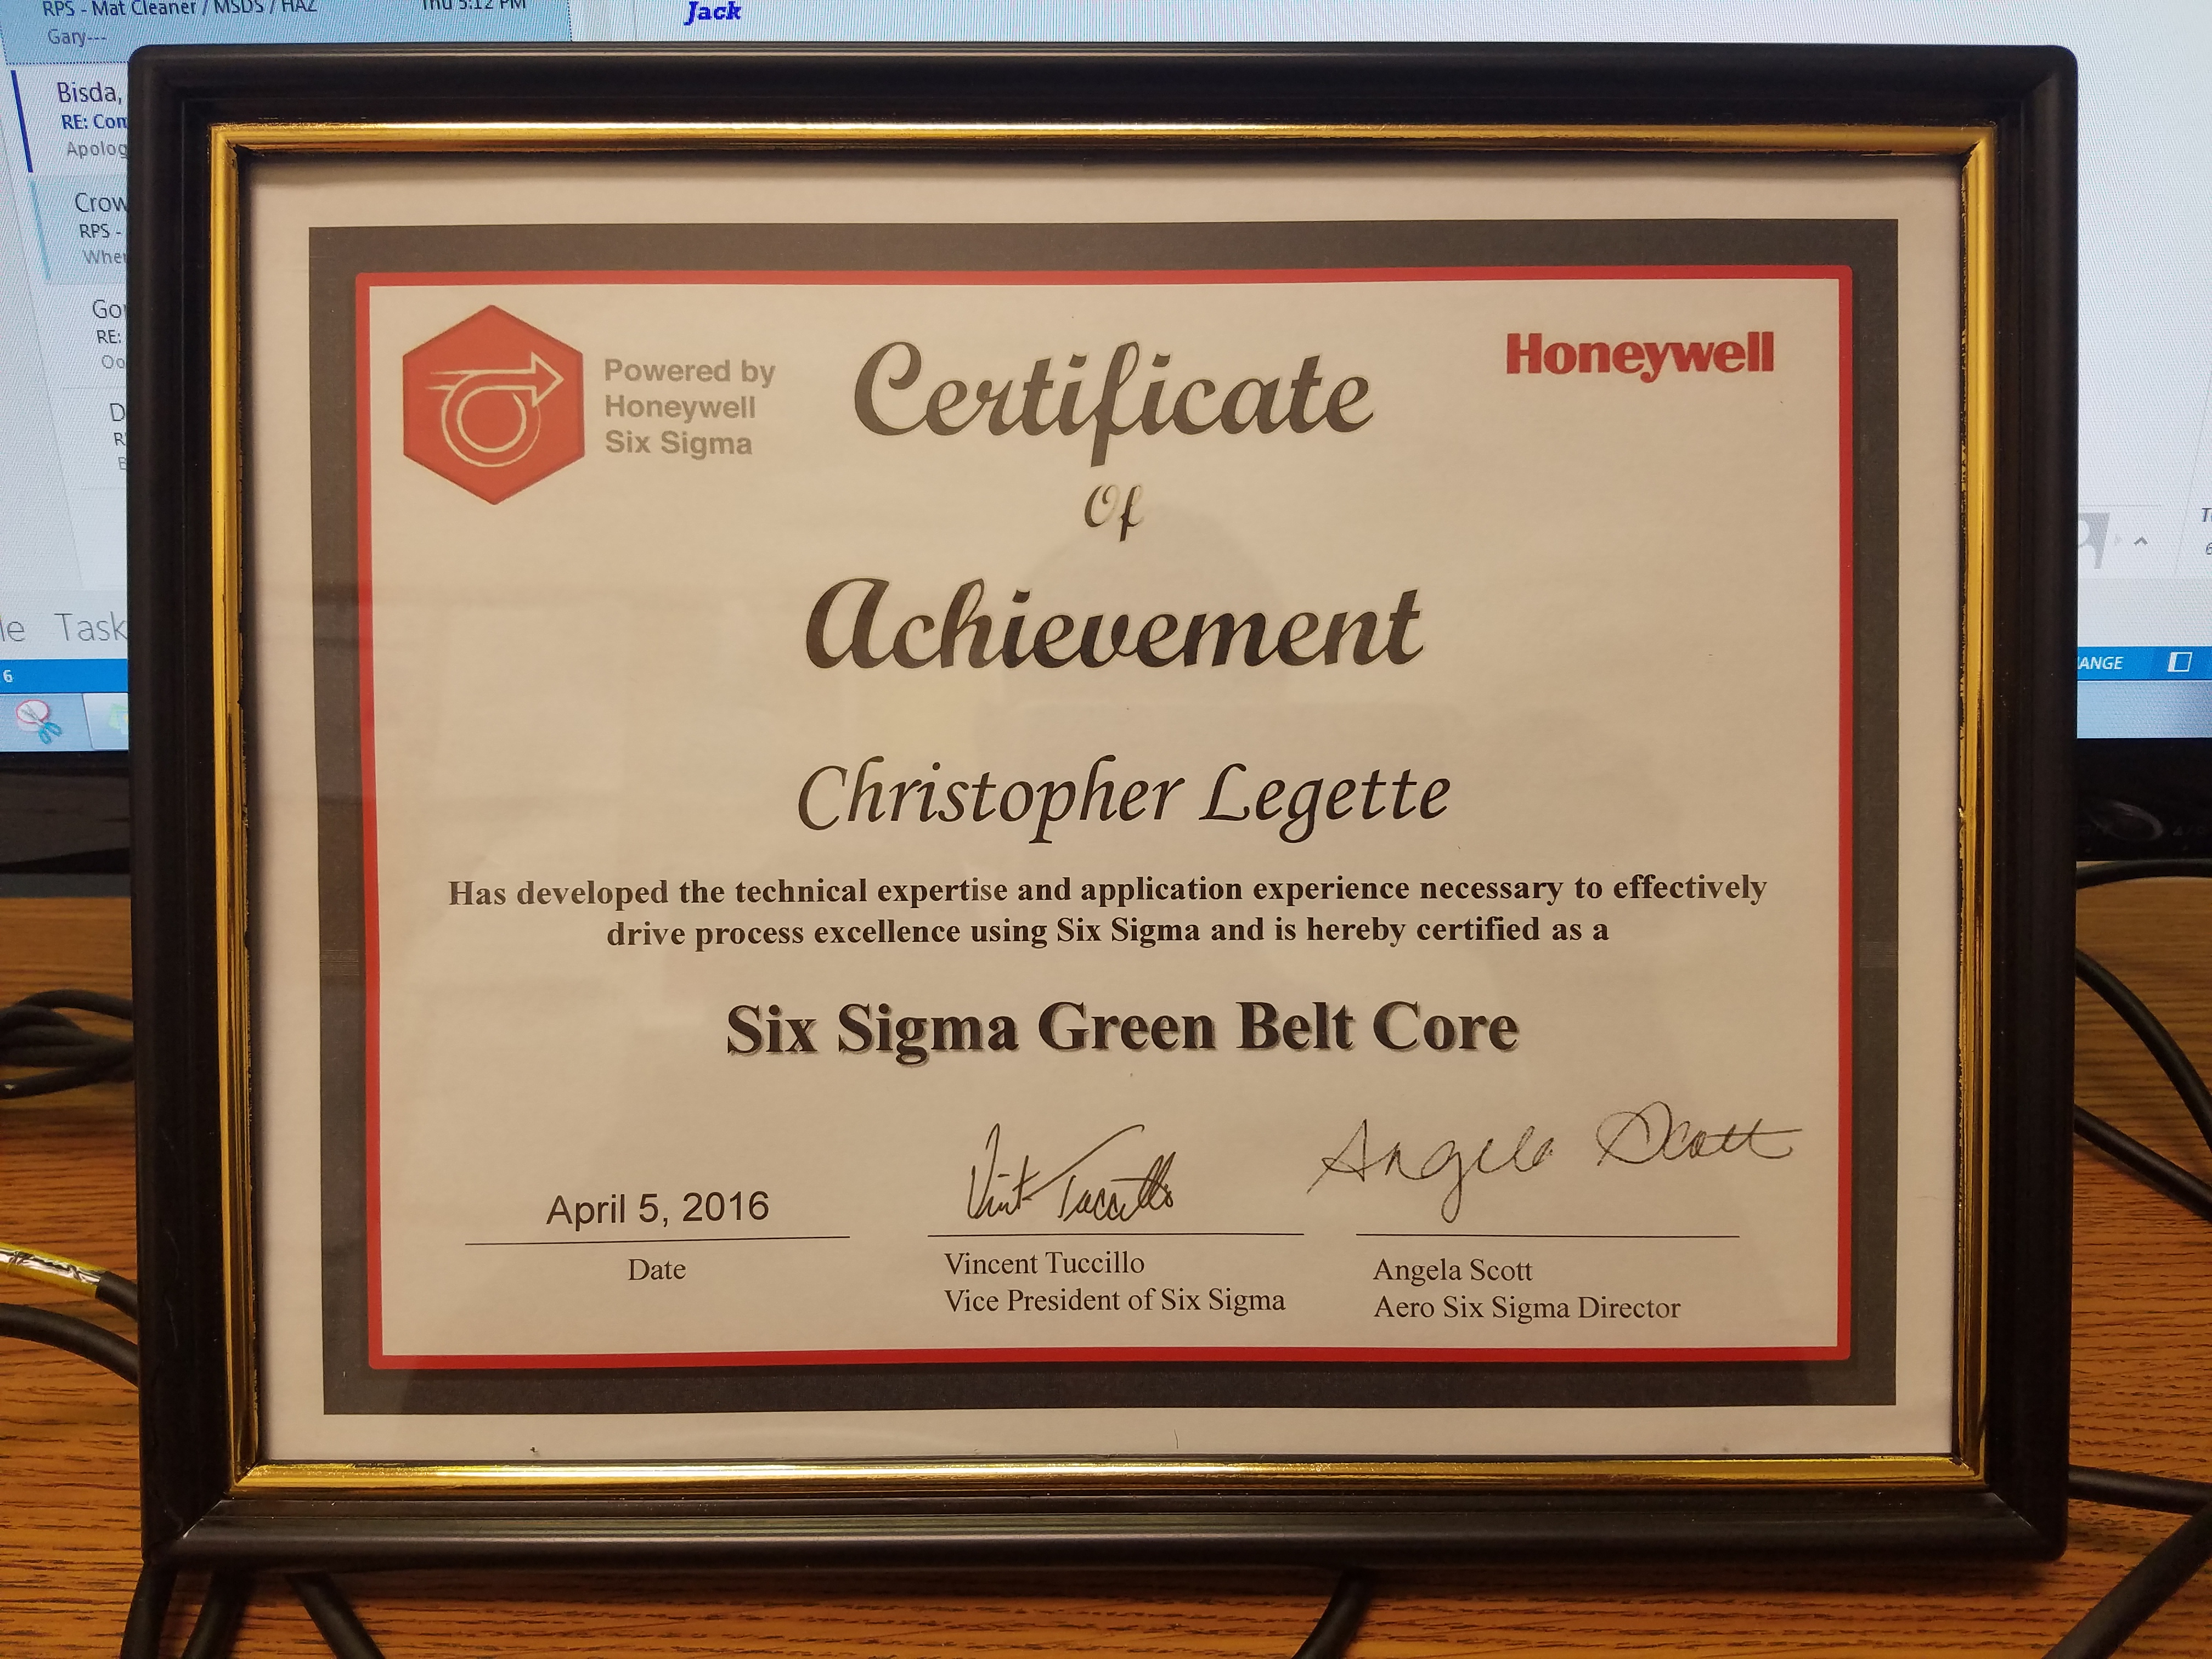 RPS - Mat Cleaner / MSDS / HAZ
Thu 5:12 PM
Gary---
Jack
Bisda,
RE: Con
Apolog
Crow
RPS -
Whe
Go
RE:
Oo
D
R
E
le Task
6
ANGE
Powered by
Honeywell
Six Sigma
Honeywell
Certificate
Of
Achievement
Christopher Legette
Has developed the technical expertise and application experience necessary to effectively
drive process excellence using Six Sigma and is hereby certified as a
Six Sigma Green Belt Core
Vint Tuccillo
Angela Scott
April 5, 2016
Date
Vincent Tuccillo
Vice President of Six Sigma
Angela Scott
Aero Six Sigma Director